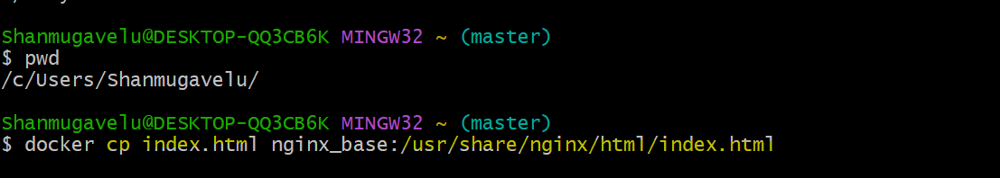 Shanmugavelu@DESKTOP-QQ3CB6K MINGW32 ~ (master)
$ pwd
/c/Users/Shanmugavelu/
Shanmugavelu@DESKTOP-QQ3CB6K MINGW32 ~ (master)
$ docker cp index.html nginx_base:/usr/share/nginx/html/index.html